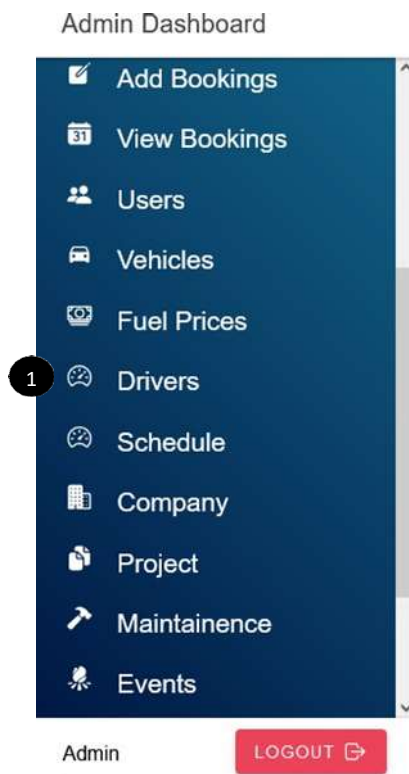 Admin Dashboard
Add Bookings
31 View Bookings
Users
Vehicles
Fuel Prices
1 Drivers
Schedule
Company
Project
Maintainence
Events
Admin LOGOUT